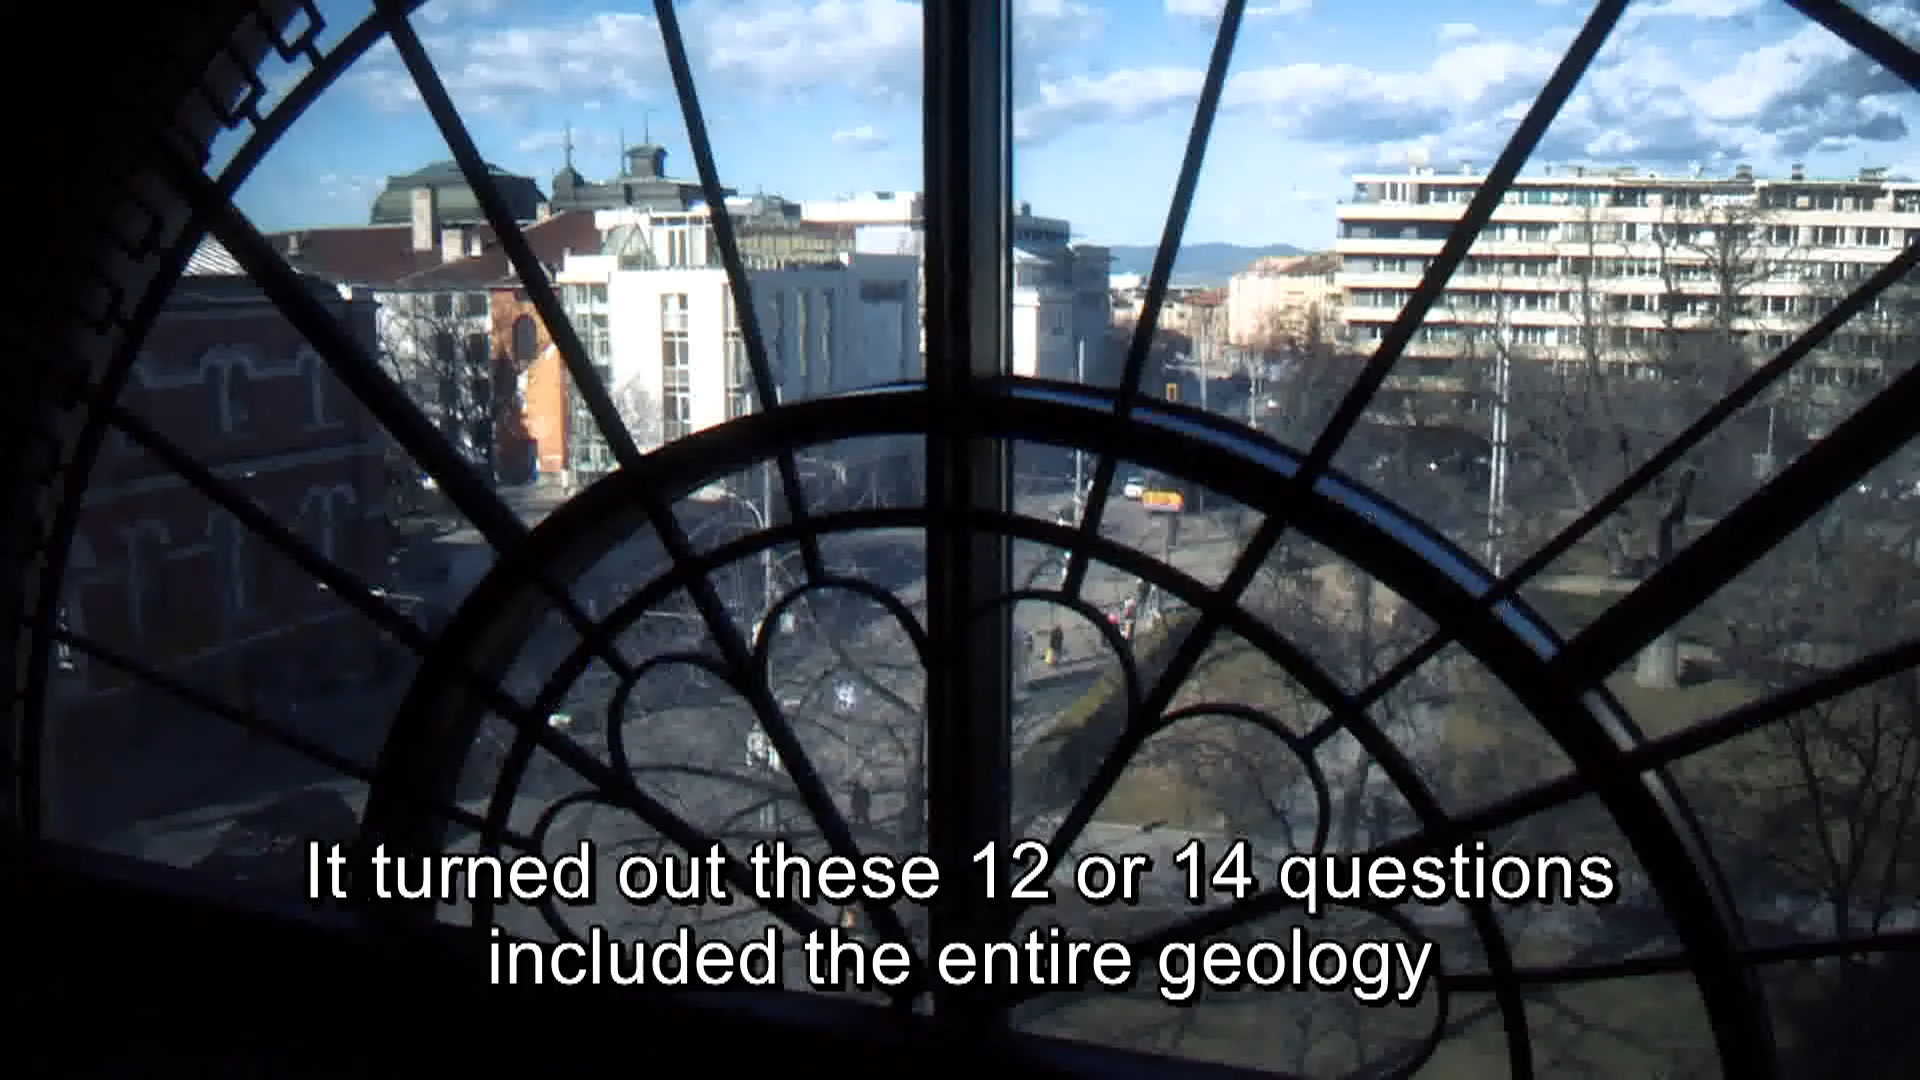 It turned out these 12 or 14 questions
included the entire geology